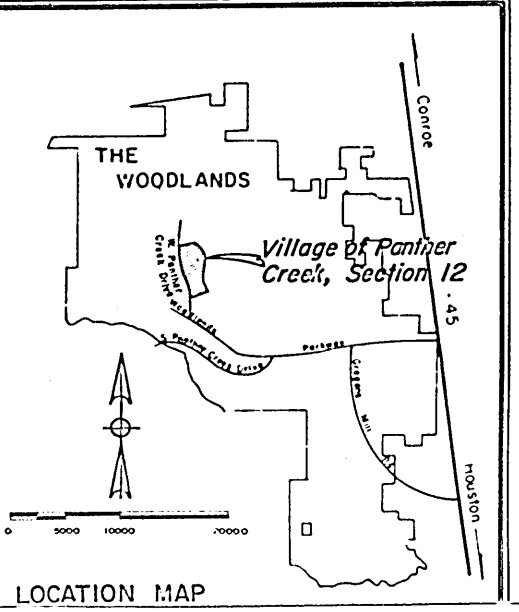 Conroe
THE
WOODLANDS
Village of Panther
Creek, Section 12
W. Panther
Creek Drive
Woodlands
Parkway
45
S. Panther Creek Drive
Grogans Mill
Houston
0 5000 10000 20000
LOCATION MAP